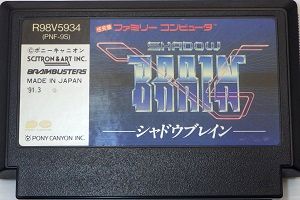 R98V5934
(PNF-9S)
©ポニーキャニオン
SCITRON & ART INC.
BRAINBUSTERS
MADE IN JAPAN
91.3
PONY CANYON INC.
ファミリー コンピュータ
SHADOW
BRAIN
シャドウブレイン